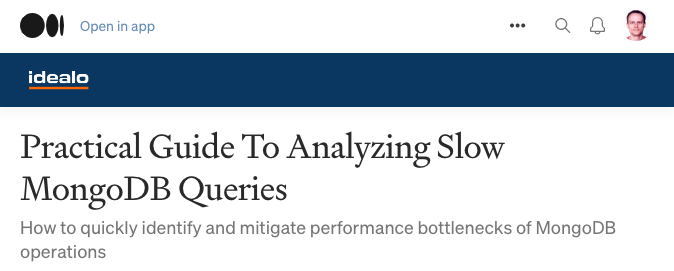 Open in app
idealo
Practical Guide To Analyzing Slow
MongoDB Queries
How to quickly identify and mitigate performance bottlenecks of MongoDB
operations